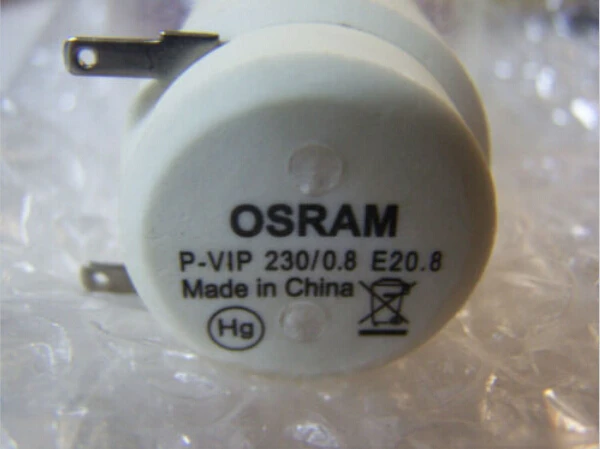 OSRAM
P-VIP 230/0.8 E20.8
Made in China
Hg